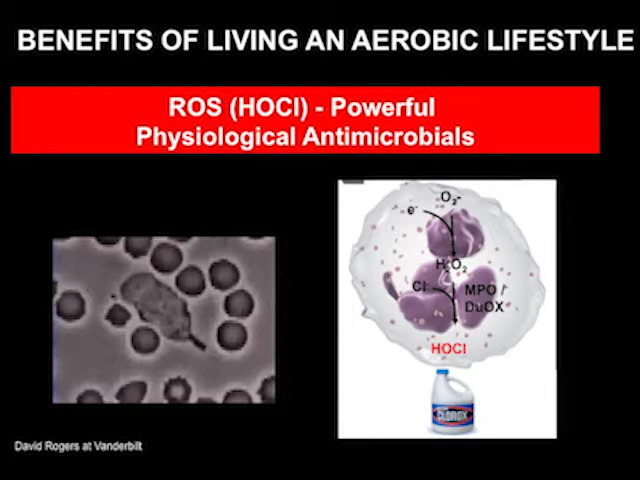 BENEFITS OF LIVING AN AEROBIC LIFESTYLE
ROS (HOCl) - Powerful
Physiological Antimicrobials
O₂⁻
e⁻
H₂O₂
Cl⁻
MPO /
DuOX
HOCl
CLOROX
David Rogers at Vanderbilt